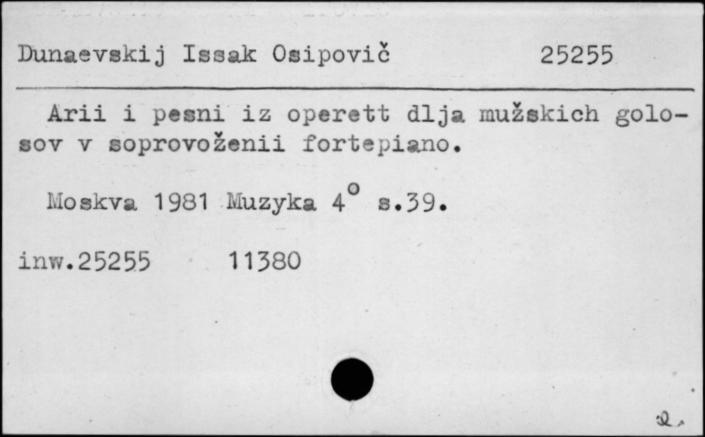 Dunaevskij Issak Osipovič 25255
Arii i pesni iz operett dlja mužskich golo-
sov v soprovoženii fortepiano.
Moskva 1981 Muzyka 4° s.39.
inw.25255 11380